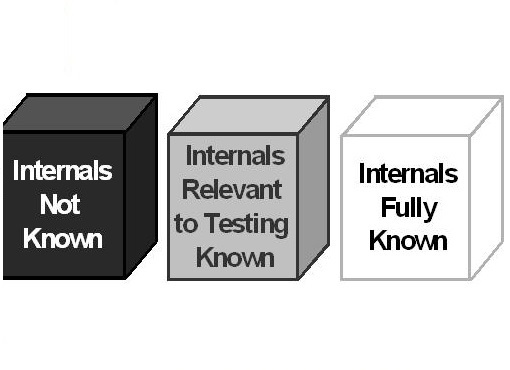 Internals
Not
Known
Internals
Relevant
to Testing
Known
Internals
Fully
Known